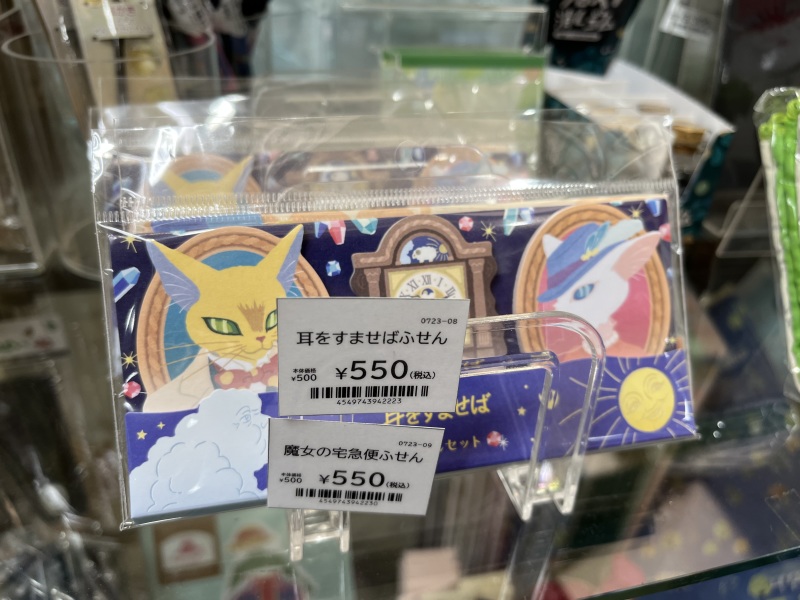 0723-08
耳をすませばふせん
本体価格
¥500
¥550(税込)
4549743942223
0723-09
魔女の宅急便ふせん
本体価格
¥500
¥550(税込)
4549743942230
耳をすませば
セット